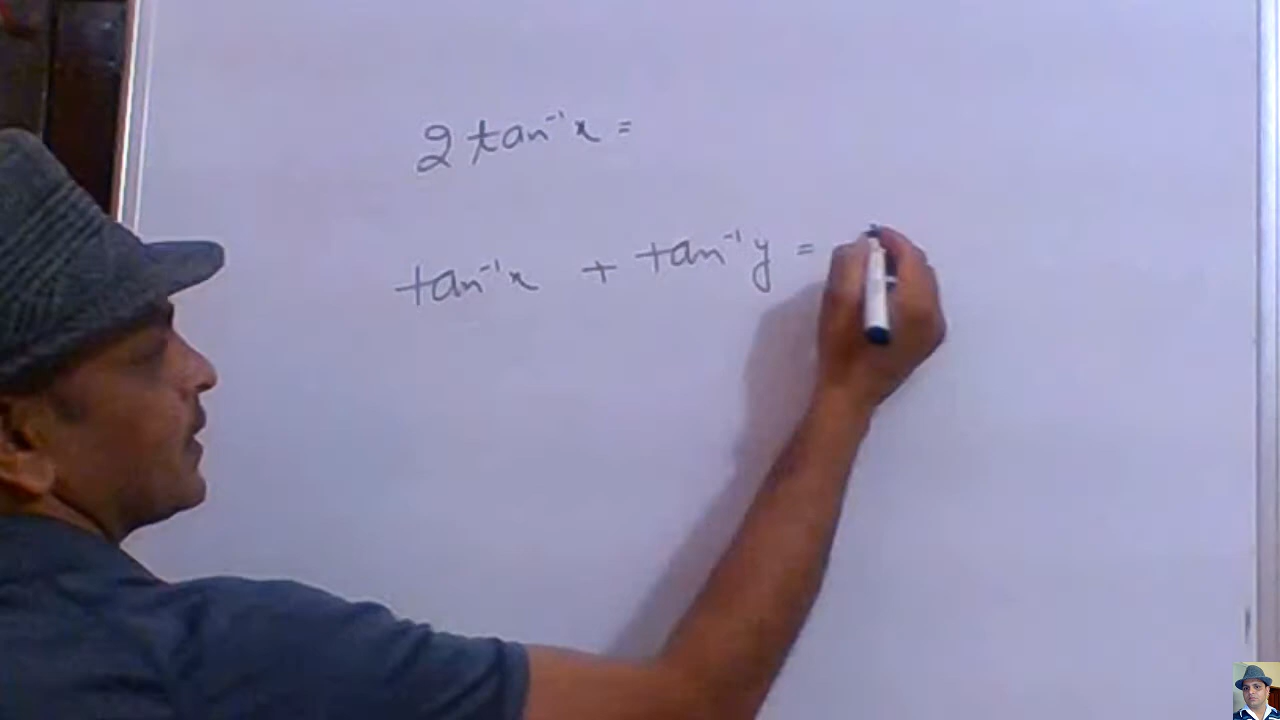 2 tan⁻¹x =
tan⁻¹x + tan⁻¹y =